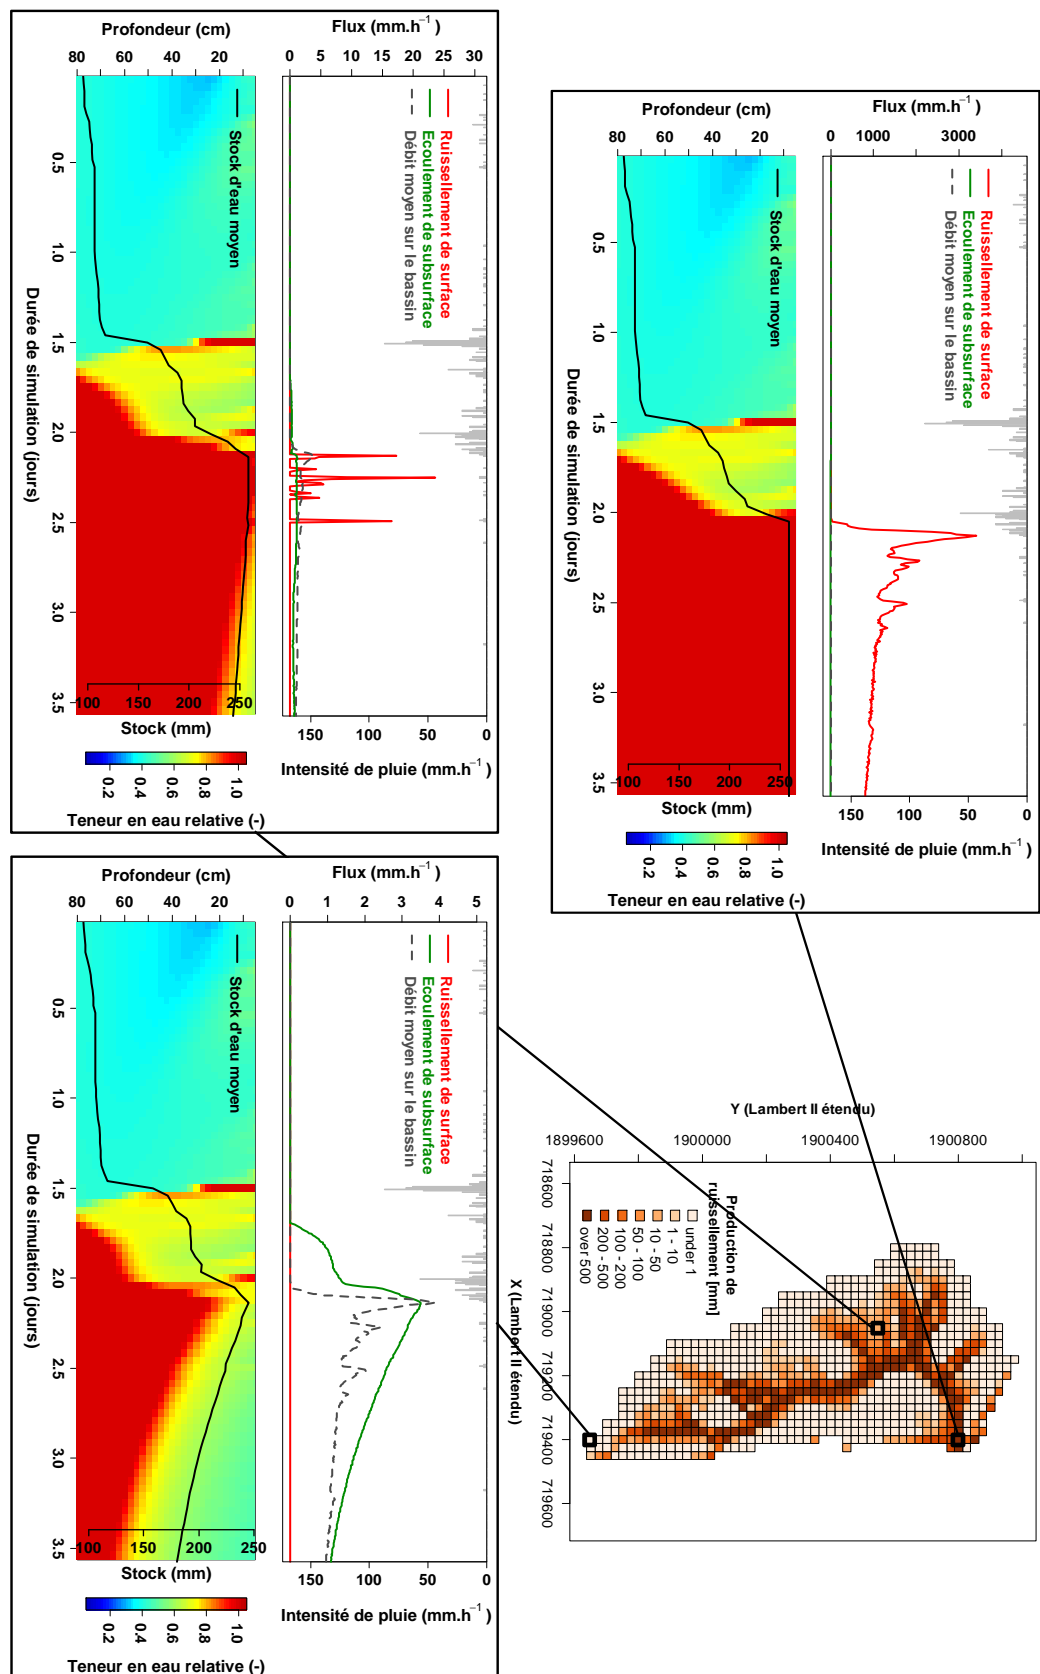 Flux (mm.h⁻¹)
0 5 10 15 20 25 30
Ruissellement de surface
Ecoulement de subsurface
Débit moyen sur le bassin
150 100 50 0
Intensité de pluie (mm.h⁻¹)
Profondeur (cm)
80 60 40 20
Stock d'eau moyen
0.5 1.0 1.5 2.0 2.5 3.0 3.5
Durée de simulation (jours)
100 150 200 250
Stock (mm)
0.2 0.4 0.6 0.8 1.0
Teneur en eau relative (-)
Flux (mm.h⁻¹)
0 1000 3000
Ruissellement de surface
Ecoulement de subsurface
Débit moyen sur le bassin
150 100 50 0
Intensité de pluie (mm.h⁻¹)
Profondeur (cm)
80 60 40 20
Stock d'eau moyen
0.5 1.0 1.5 2.0 2.5 3.0 3.5
Durée de simulation (jours)
100 150 200 250
Stock (mm)
0.2 0.4 0.6 0.8 1.0
Teneur en eau relative (-)
Flux (mm.h⁻¹)
0 1 2 3 4 5
Ruissellement de surface
Ecoulement de subsurface
Débit moyen sur le bassin
150 100 50 0
Intensité de pluie (mm.h⁻¹)
Profondeur (cm)
80 60 40 20
Stock d'eau moyen
0.5 1.0 1.5 2.0 2.5 3.0 3.5
Durée de simulation (jours)
100 150 200 250
Stock (mm)
0.2 0.4 0.6 0.8 1.0
Teneur en eau relative (-)
Y (Lambert II étendu)
1899600 1900000 1900400 1900800
Production de
ruissellement [mm]
under 1
1 - 10
10 - 50
50 - 100
100 - 200
200 - 500
over 500
718600 718800 719000 719200 719400 719600
X (Lambert II étendu)